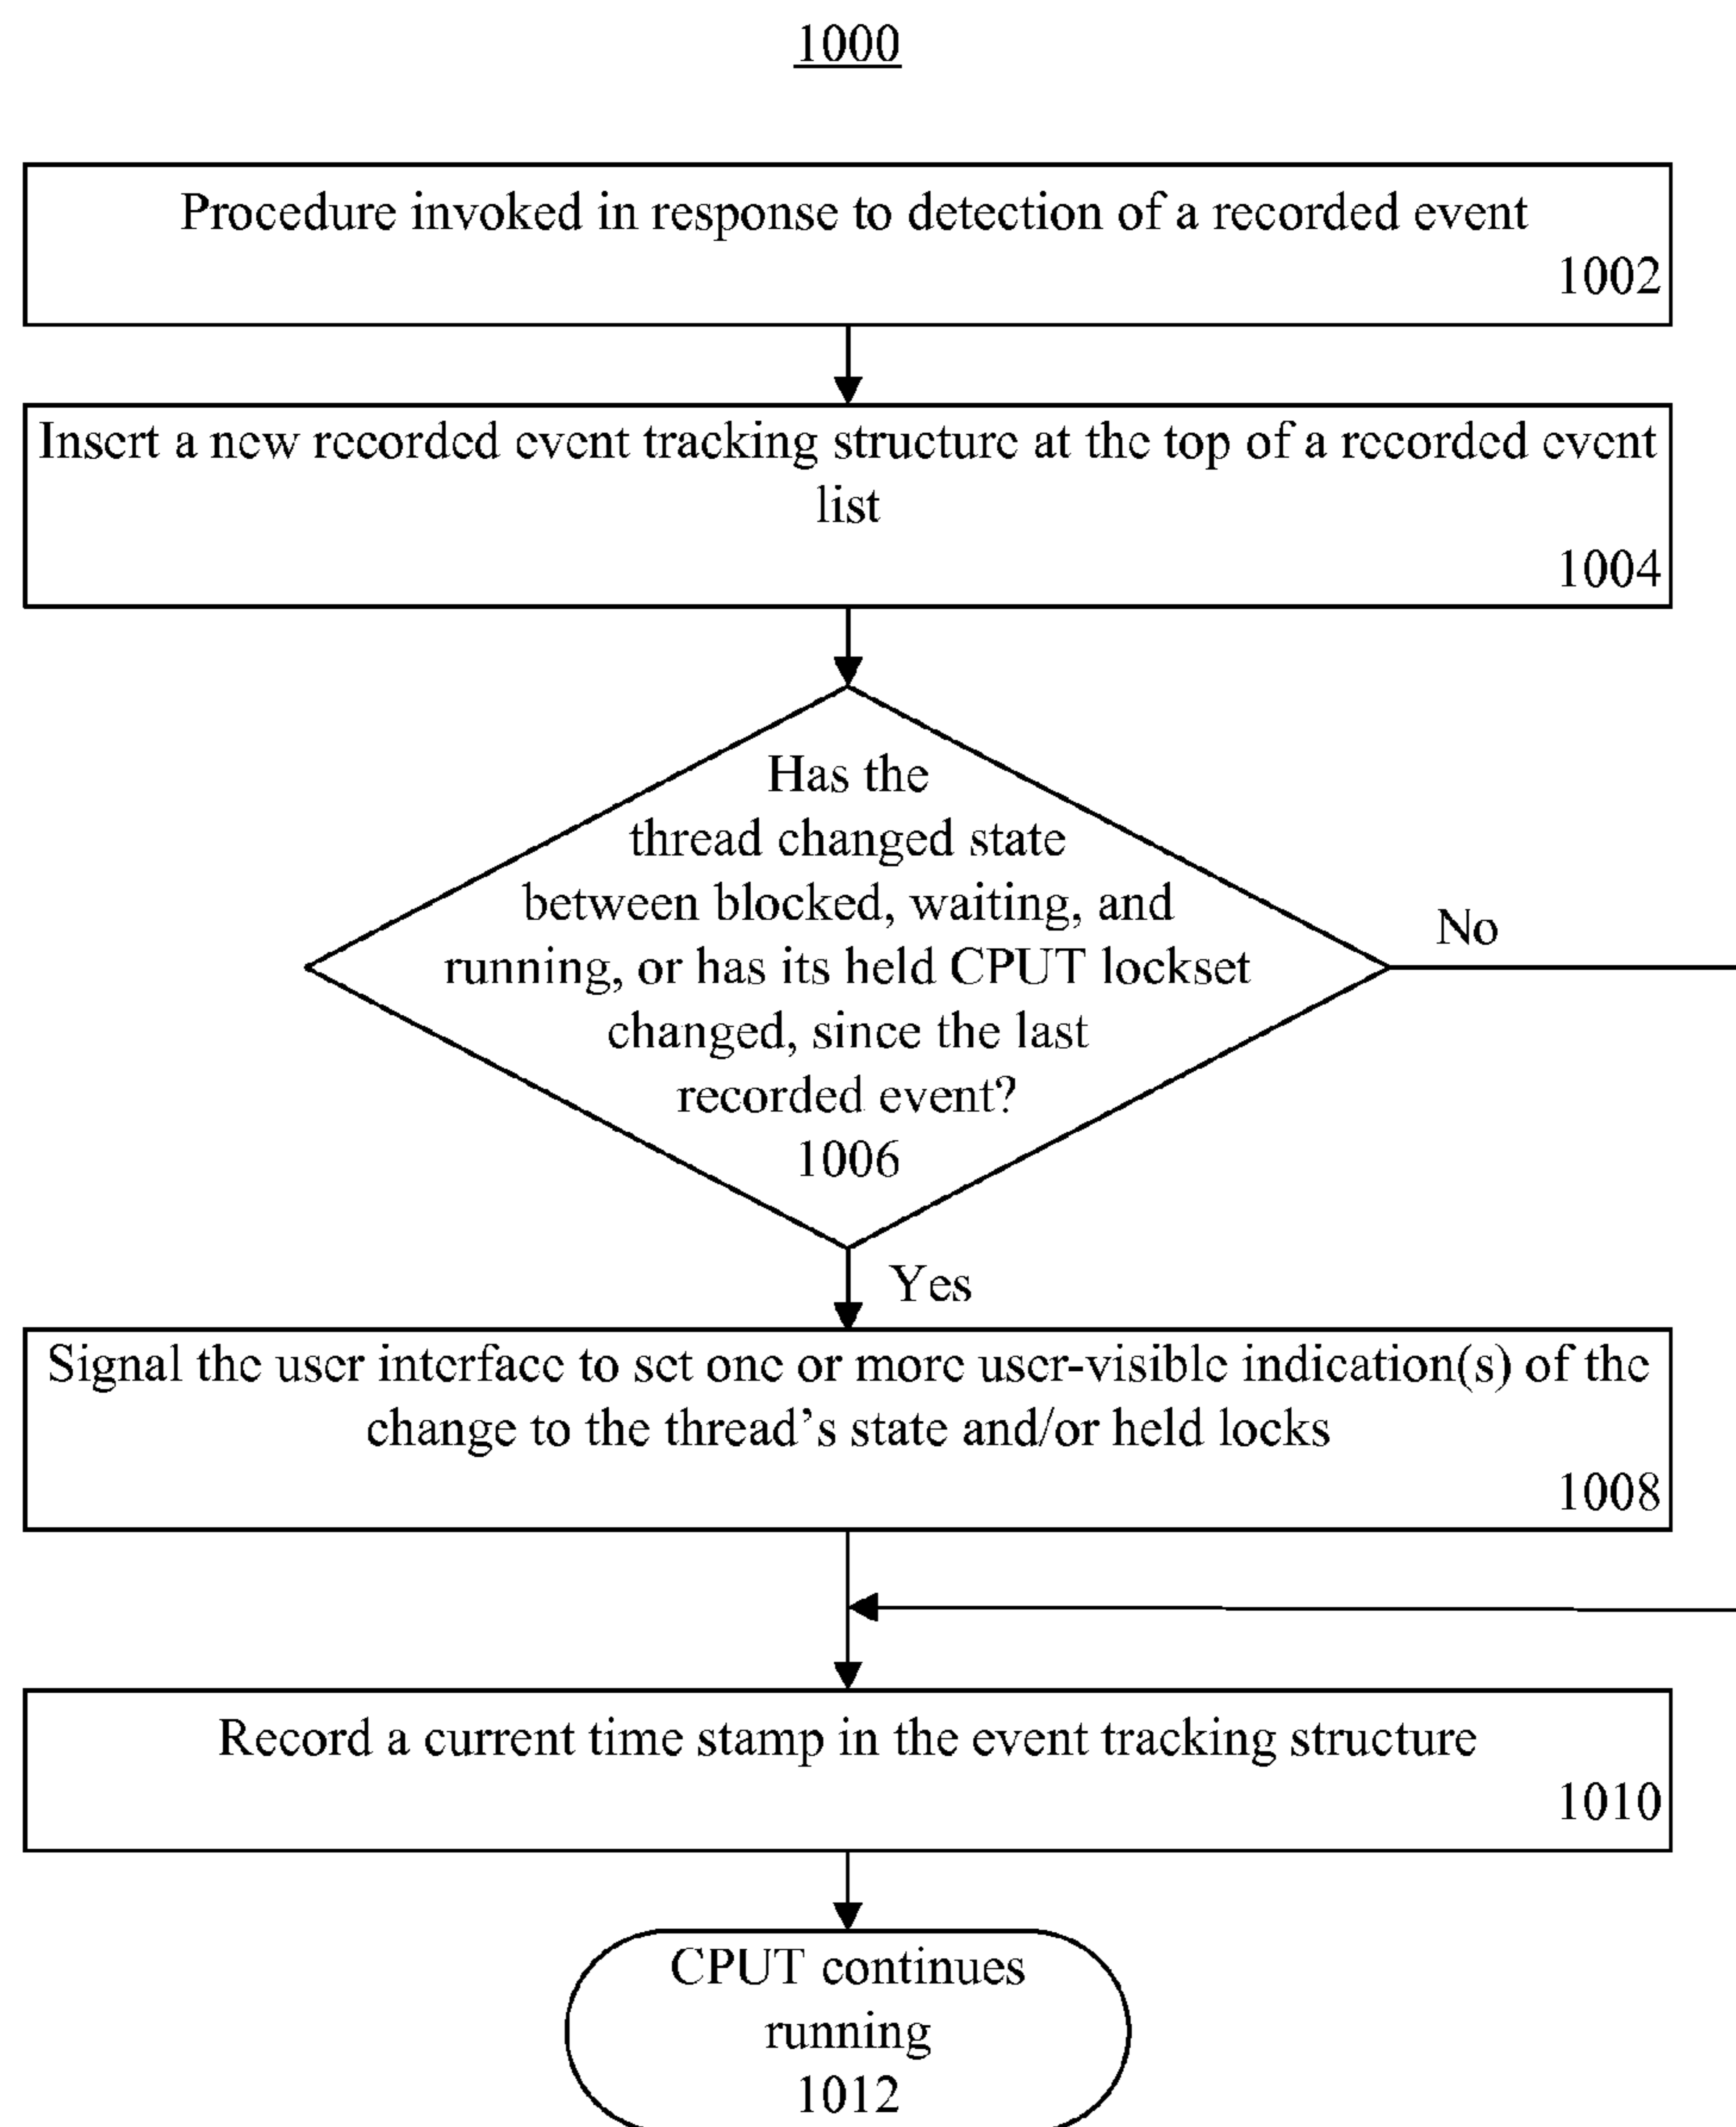 1000
Procedure invoked in response to detection of a recorded event
1002
Insert a new recorded event tracking structure at the top of a recorded event
list
1004
Has the
thread changed state
between blocked, waiting, and
running, or has its held CPUT lockset
changed, since the last
recorded event?
1006
No
Yes
Signal the user interface to set one or more user-visible indication(s) of the
change to the thread’s state and/or held locks
1008
Record a current time stamp in the event tracking structure
1010
CPUT continues
running
1012